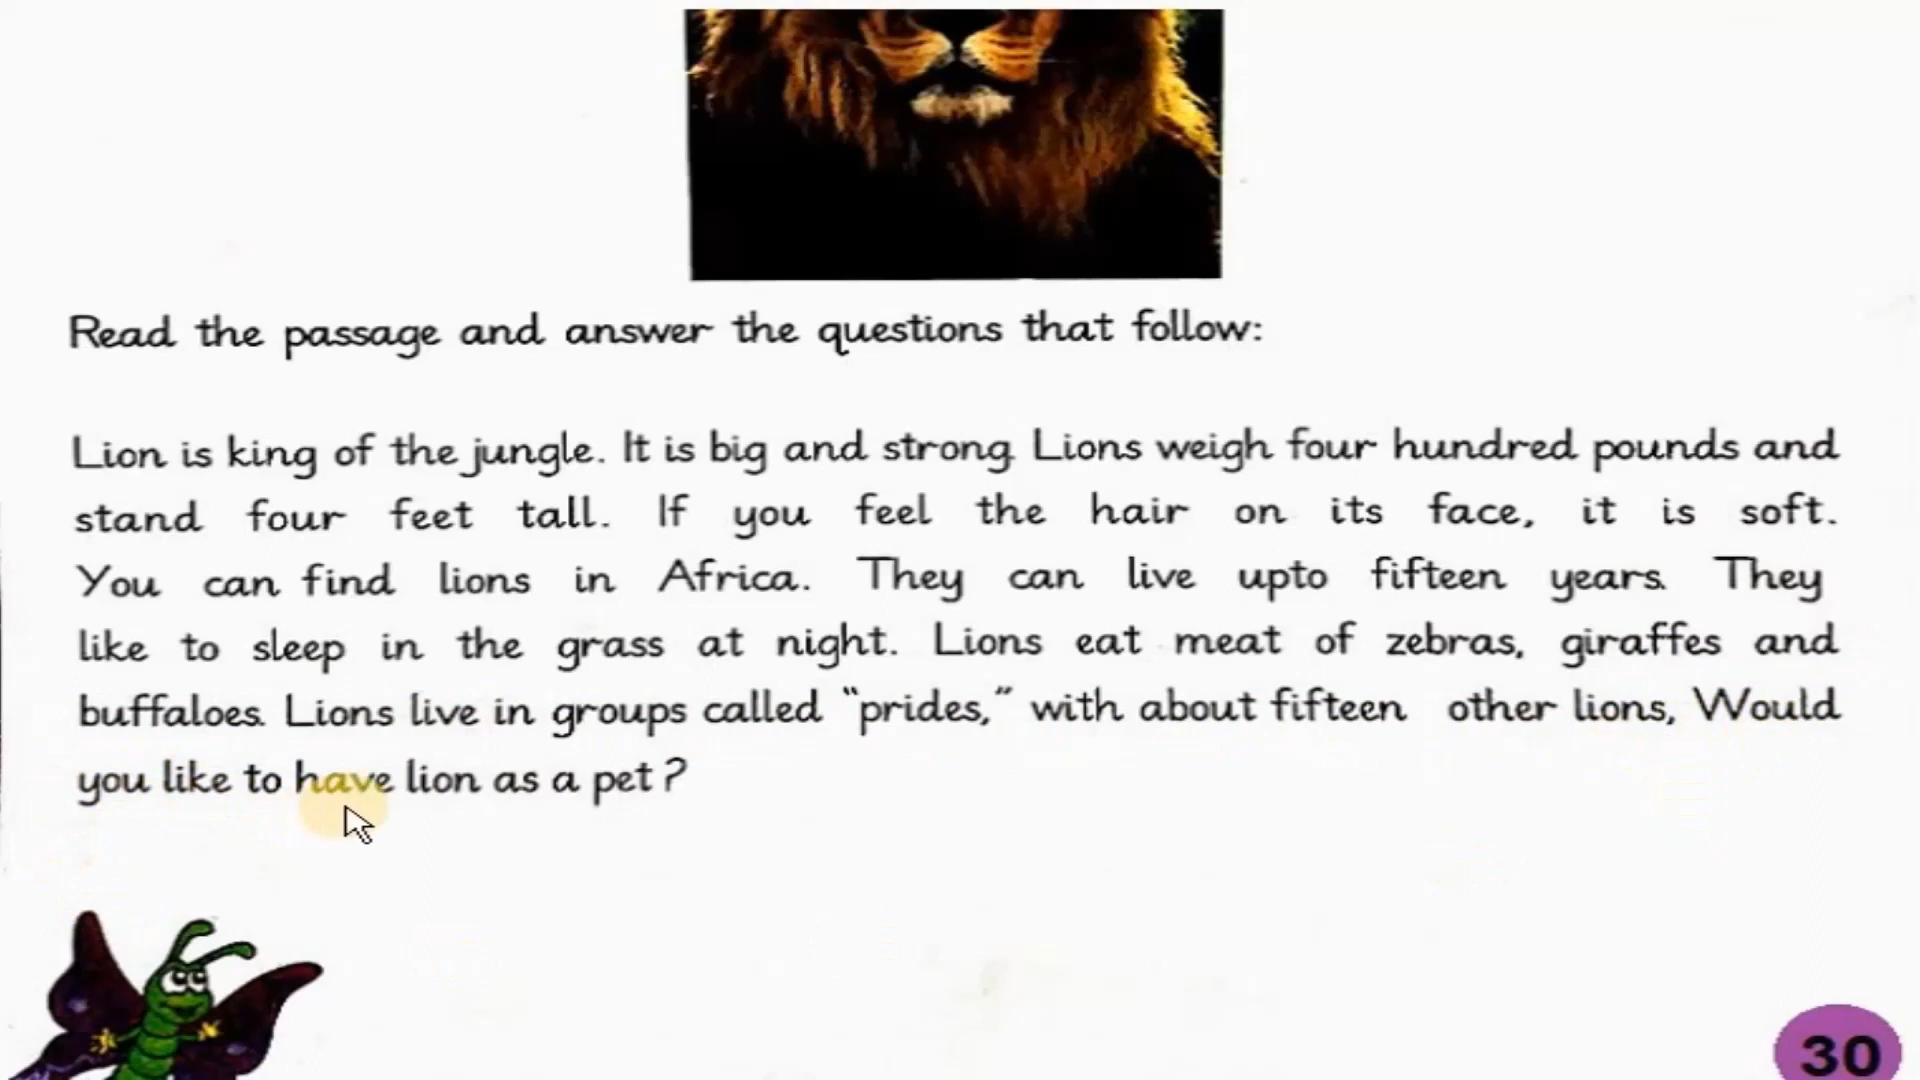 Read the passage and answer the questions that follow:
Lion is king of the jungle. It is big and strong. Lions weigh four hundred pounds and
stand four feet tall. If you feel the hair on its face, it is soft.
You can find lions in Africa. They can live upto fifteen years. They
like to sleep in the grass at night. Lions eat meat of zebras, giraffes and
buffaloes. Lions live in groups called “prides,” with about fifteen other lions, Would
you like to have lion as a pet?
30